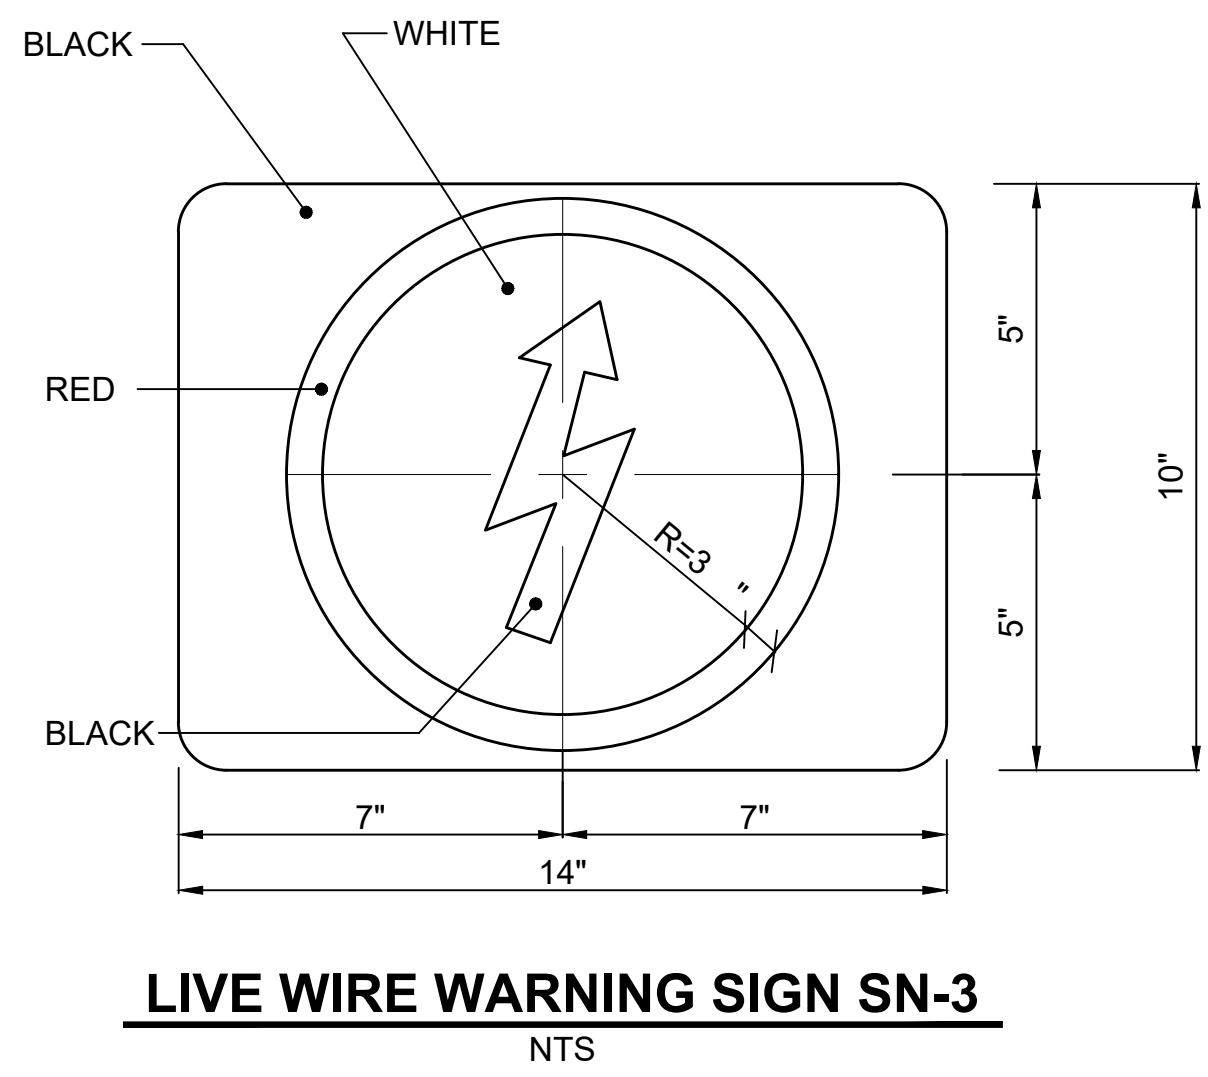 BLACK
WHITE
RED
BLACK
R=3 "
5"
5"
10"
7"
7"
14"
LIVE WIRE WARNING SIGN SN-3
NTS